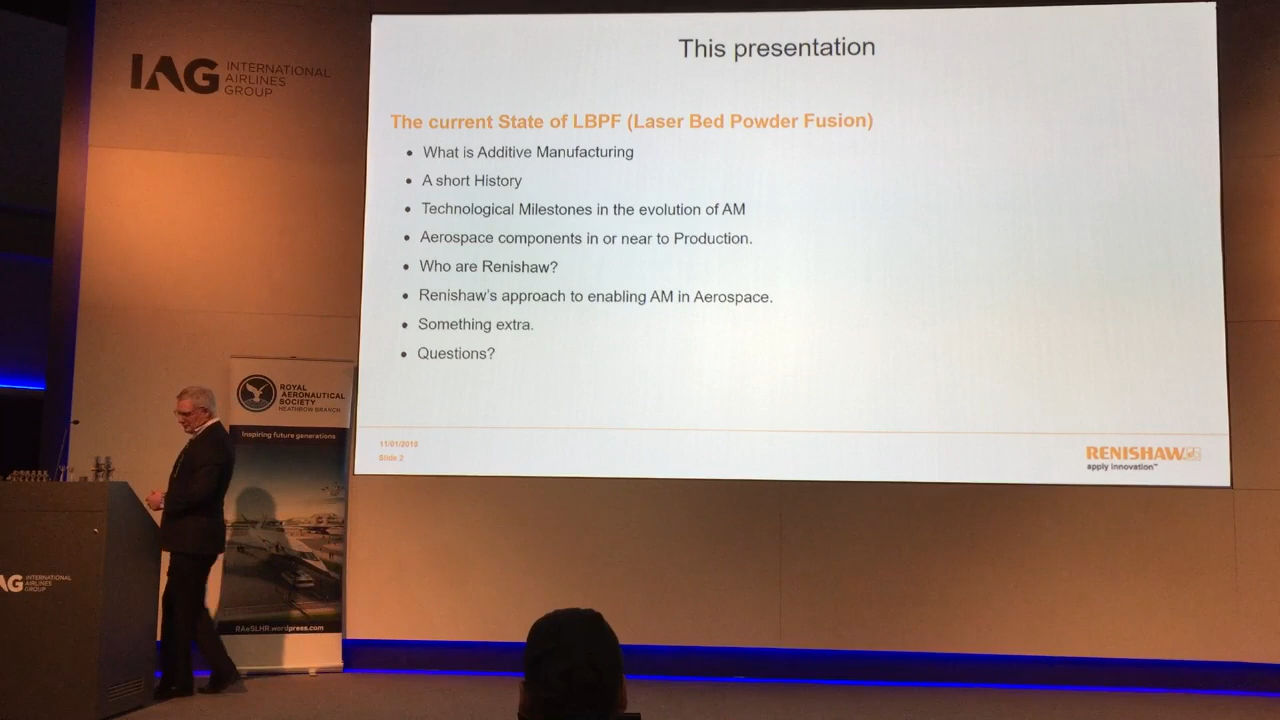 IAG INTERNATIONAL
AIRLINES
GROUP
This presentation
The current State of LBPF (Laser Bed Powder Fusion)
• What is Additive Manufacturing
• A short History
• Technological Milestones in the evolution of AM
• Aerospace components in or near to Production.
• Who are Renishaw?
• Renishaw's approach to enabling AM in Aerospace.
• Something extra.
• Questions?
11/01/2018
Slide 2
RENISHAW
apply innovation™
ROYAL
AERONAUTICAL
SOCIETY
HEATHROW BRANCH
Inspiring future generations
RAeSLHR.wordpress.com
AG INTERNATIONAL
AIRLINES
GROUP